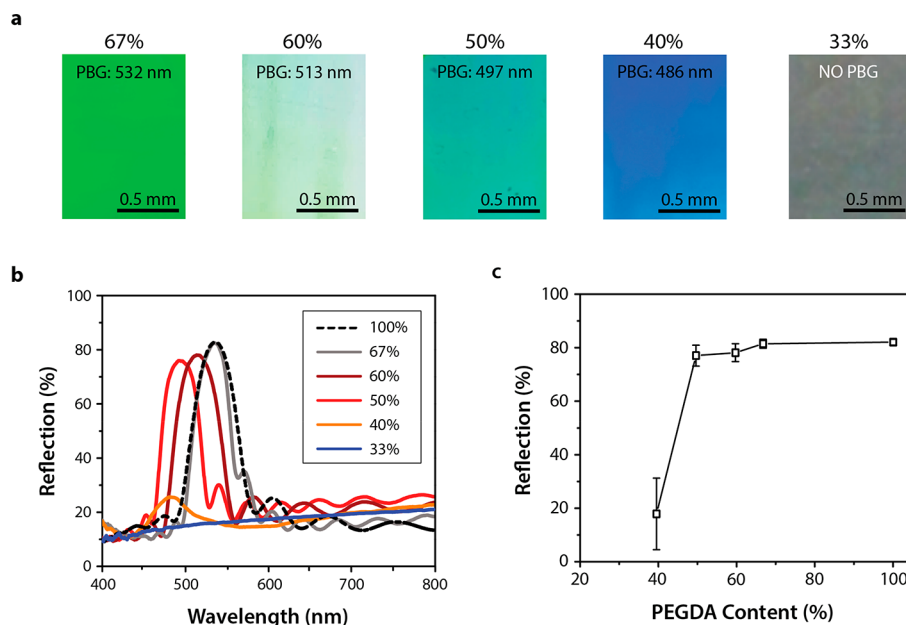 a
67%
60%
50%
40%
33%
PBG: 532 nm
PBG: 513 nm
PBG: 497 nm
PBG: 486 nm
NO PBG
0.5 mm
0.5 mm
0.5 mm
0.5 mm
0.5 mm
b
100
80
60
40
20
0
400
500
600
700
800
Reflection (%)
Wavelength (nm)
100%
67%
60%
50%
40%
33%
c
100
80
60
40
20
0
20
40
60
80
100
Reflection (%)
PEGDA Content (%)